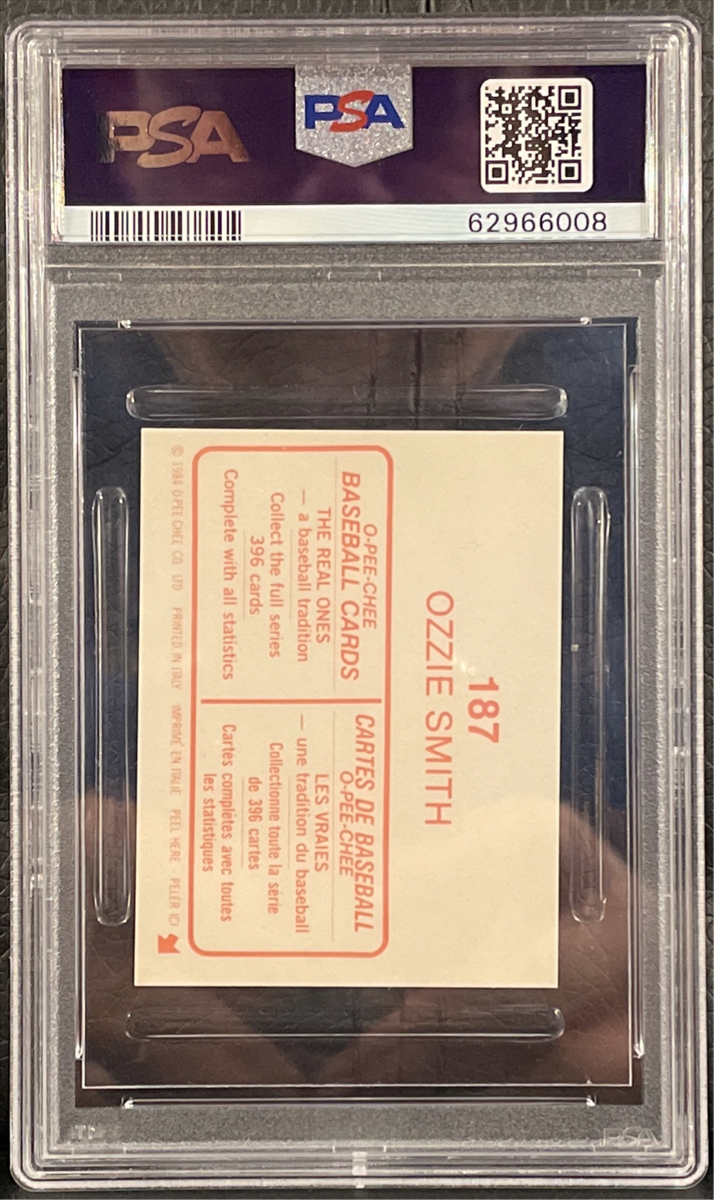 PSA
PSA
62966008
187
OZZIE SMITH
O-PEE-CHEE
BASEBALL CARDS
THE REAL ONES
— a baseball tradition
Collect the full series
396 cards
Complete with all statistics
CARTES DE BASEBALL
O-PEE-CHEE
LES VRAIES
— une tradition du baseball
Collectionne toute la série
de 396 cartes
Cartes complètes avec toutes
les statistiques
© 1984 O-PEE-CHEE CO. LTD PRINTED IN ITALY IMPRIMÉ EN ITALIE PEEL HERE PELER ICI
PSA